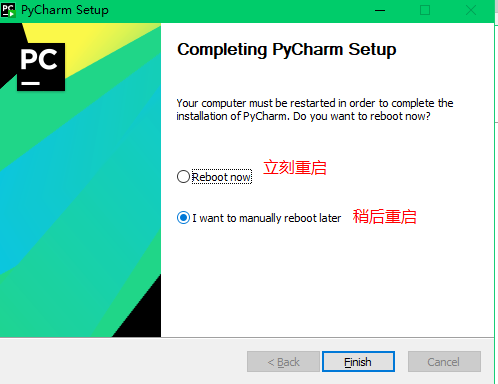 PyCharm Setup
PC
Completing PyCharm Setup
Your computer must be restarted in order to complete the
installation of PyCharm. Do you want to reboot now?
Reboot now 立刻重启
I want to manually reboot later 稍后重启
< Back Finish Cancel